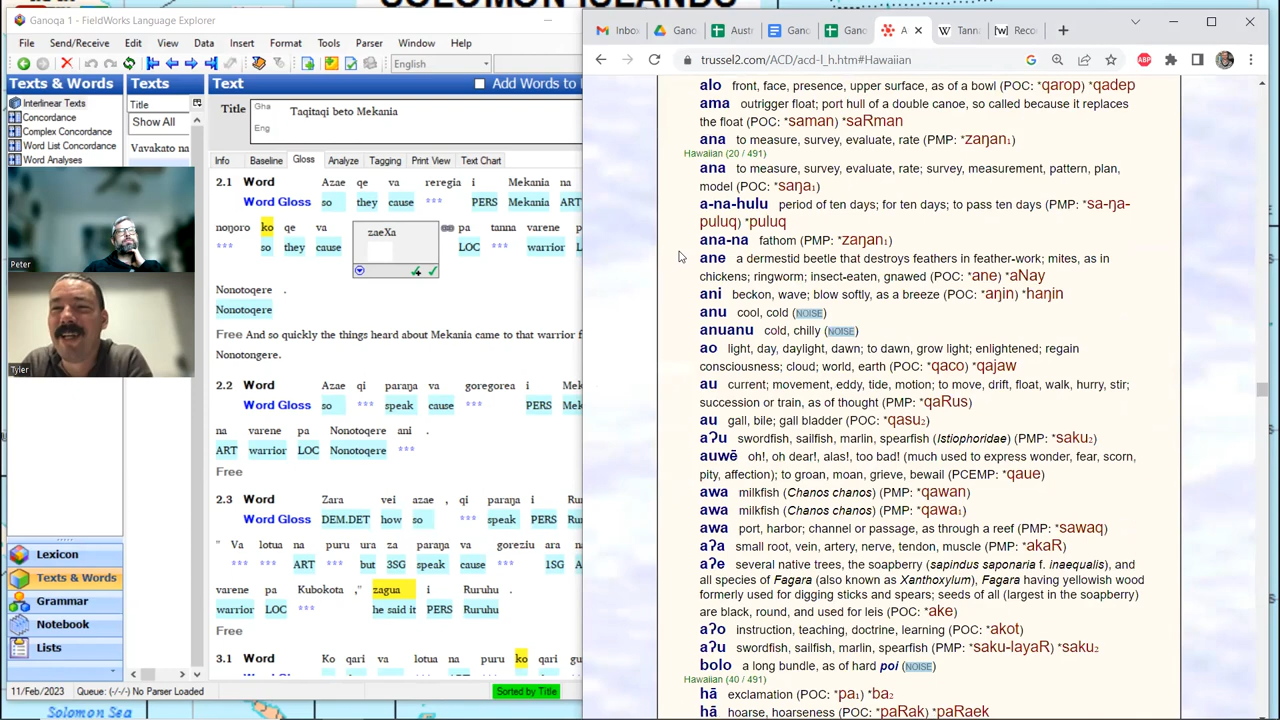 SOLOMON ISLANDS
Ganoqa 1 - FieldWorks Language Explorer
File Send/Receive Edit View Data Insert Format Tools Parser Window Help
English
Texts & Words
Interlinear Texts
Concordance
Complex Concordance
Word List Concordance
Word Analyses
Texts
Title
Show All
Vavakato na
Text
Add Words to
Title
Gha
Taqitaqi beto Mekania
Eng
Info Baseline Gloss Analyze Tagging Print View Text Chart
2.1 Word Azae qe va reregia i Mekania na
Word Gloss so they cause *** PERS Mekania ART
noŋoro ko qe va zaeXa pa tanna varene p
*** so they cause LOC *** warrior L
Nonotoqere .
Nonotoqere
Free And so quickly the things heard about Mekania came to that warrior f
Nonotongere.
2.2 Word Azae qi paraŋa va goregorea i Mek
Word Gloss so *** speak cause *** PERS Mek
na varene pa Nonotoqere ani .
ART warrior LOC Nonotoqere ***
Free
2.3 Word Zara vei azae , qi paraŋa i Rur
Word Gloss DEM.DET how so *** speak PERS Rur
" Va lotua na puru ura za paraŋa va goreziu ara n
*** *** ART *** but 3SG speak cause *** 1SG A
varene pa Kubokota ," zagua i Ruruhu .
warrior LOC *** he said it PERS Ruruhu
Free
3.1 Word Ko qari va lotua na puru ko qari gu
Peter
Tyler
Lexicon
Texts & Words
Grammar
Notebook
Lists
11/Feb/2023 Queue: (-/-/-) No Parser Loaded Sorted by Title
Solomon Sea
Inbo Gano Aust Gano Gano A Tann Reco
trussel2.com/ACD/acd-l_h.htm#Hawaiian
ABP
alo front, face, presence, upper surface, as of a bowl (POC: *qarop) *qadep
ama outrigger float; port hull of a double canoe, so called because it replaces
the float (POC: *saman) *saRman
ana to measure, survey, evaluate, rate (PMP: *zaŋan₁)
Hawaiian (20 / 491)
ana to measure, survey, evaluate, rate; survey, measurement, pattern, plan,
model (POC: *saŋa₁)
a-na-hulu period of ten days; for ten days; to pass ten days (PMP: *sa-ŋa-
puluq) *puluq
ana-na fathom (PMP: *zaŋan₁)
ane a dermestid beetle that destroys feathers in feather-work; mites, as in
chickens; ringworm; insect-eaten, gnawed (POC: *ane) *aNay
ani beckon, wave; blow softly, as a breeze (POC: *aŋin) *haŋin
anu cool, cold (NOISE)
anuanu cold, chilly (NOISE)
ao light, day, daylight, dawn; to dawn, grow light; enlightened; regain
consciousness; cloud; world, earth (POC: *qaco) *qajaw
au current; movement, eddy, tide, motion; to move, drift, float, walk, hurry, stir;
succession or train, as of thought (PMP: *qaRus)
au gall, bile; gall bladder (POC: *qasu₂)
aʔu swordfish, sailfish, marlin, spearfish (Istiophoridae) (PMP: *saku₂)
auwē oh!, oh dear!, alas!, too bad! (much used to express wonder, fear, scorn,
pity, affection); to groan, moan, grieve, bewail (PCEMP: *qaue)
awa milkfish (Chanos chanos) (PMP: *qawan)
awa milkfish (Chanos chanos) (PMP: *qawa₁)
awa port, harbor; channel or passage, as through a reef (PMP: *sawaq)
aʔa small root, vein, artery, nerve, tendon, muscle (PMP: *akaR)
aʔe several native trees, the soapberry (sapindus saponaria f. inaequalis), and
all species of Fagara (also known as Xanthoxylum), Fagara having yellowish wood
formerly used for digging sticks and spears; seeds of all (largest in the soapberry)
are black, round, and used for leis (POC: *ake)
aʔo instruction, teaching, doctrine, learning (POC: *akot)
aʔu swordfish, sailfish, marlin, spearfish (PMP: *saku-layaR) *saku₂
bolo a long bundle, as of hard poi (NOISE)
Hawaiian (40 / 491)
hā exclamation (POC: *pa₁) *ba₂
hā hoarse, hoarseness (POC: *paRak) *paRaek